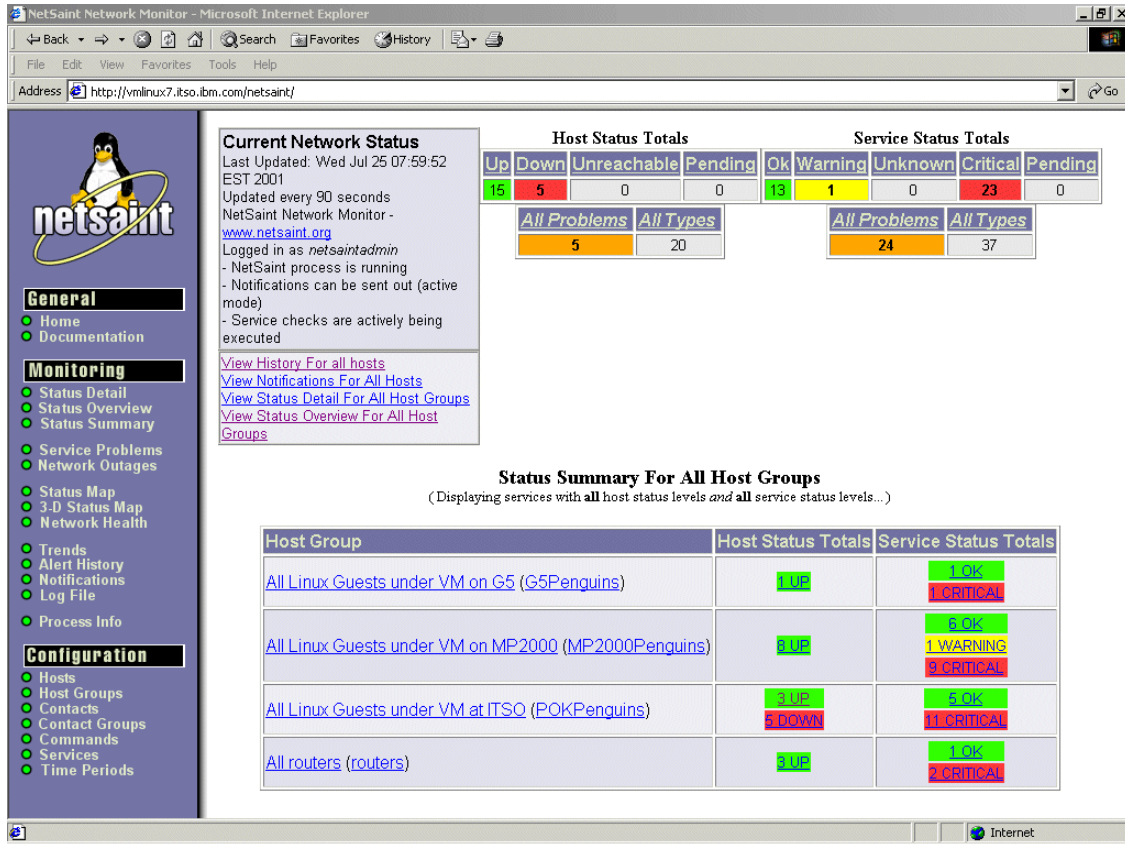 NetSaint Network Monitor - Microsoft Internet Explorer
Back Search Favorites History
File Edit View Favorites Tools Help
Address http://vmlinux7.itso.ibm.com/netsaint/ Go
netsaint
General
Home
Documentation
Monitoring
Status Detail
Status Overview
Status Summary
Service Problems
Network Outages
Status Map
3-D Status Map
Network Health
Trends
Alert History
Notifications
Log File
Process Info
Configuration
Hosts
Host Groups
Contacts
Contact Groups
Commands
Services
Time Periods
Current Network Status
Last Updated: Wed Jul 25 07:59:52
EST 2001
Updated every 90 seconds
NetSaint Network Monitor -
www.netsaint.org
Logged in as netsaintadmin
- NetSaint process is running
- Notifications can be sent out (active
mode)
- Service checks are actively being
executed
View History For all hosts
View Notifications For All Hosts
View Status Detail For All Host Groups
View Status Overview For All Host
Groups
Host Status Totals
Up Down Unreachable Pending
15 5 0 0
All Problems All Types
5 20
Service Status Totals
Ok Warning Unknown Critical Pending
13 1 0 23 0
All Problems All Types
24 37
Status Summary For All Host Groups
(Displaying services with all host status levels and all service status levels...)
Host Group Host Status Totals Service Status Totals
All Linux Guests under VM on G5 (G5Penguins) 1 UP 1 OK
1 CRITICAL
All Linux Guests under VM on MP2000 (MP2000Penguins) 8 UP 6 OK
1 WARNING
9 CRITICAL
All Linux Guests under VM at ITSO (POKPenguins) 3 UP 5 OK
5 DOWN 11 CRITICAL
All routers (routers) 3 UP 1 OK
2 CRITICAL
Internet